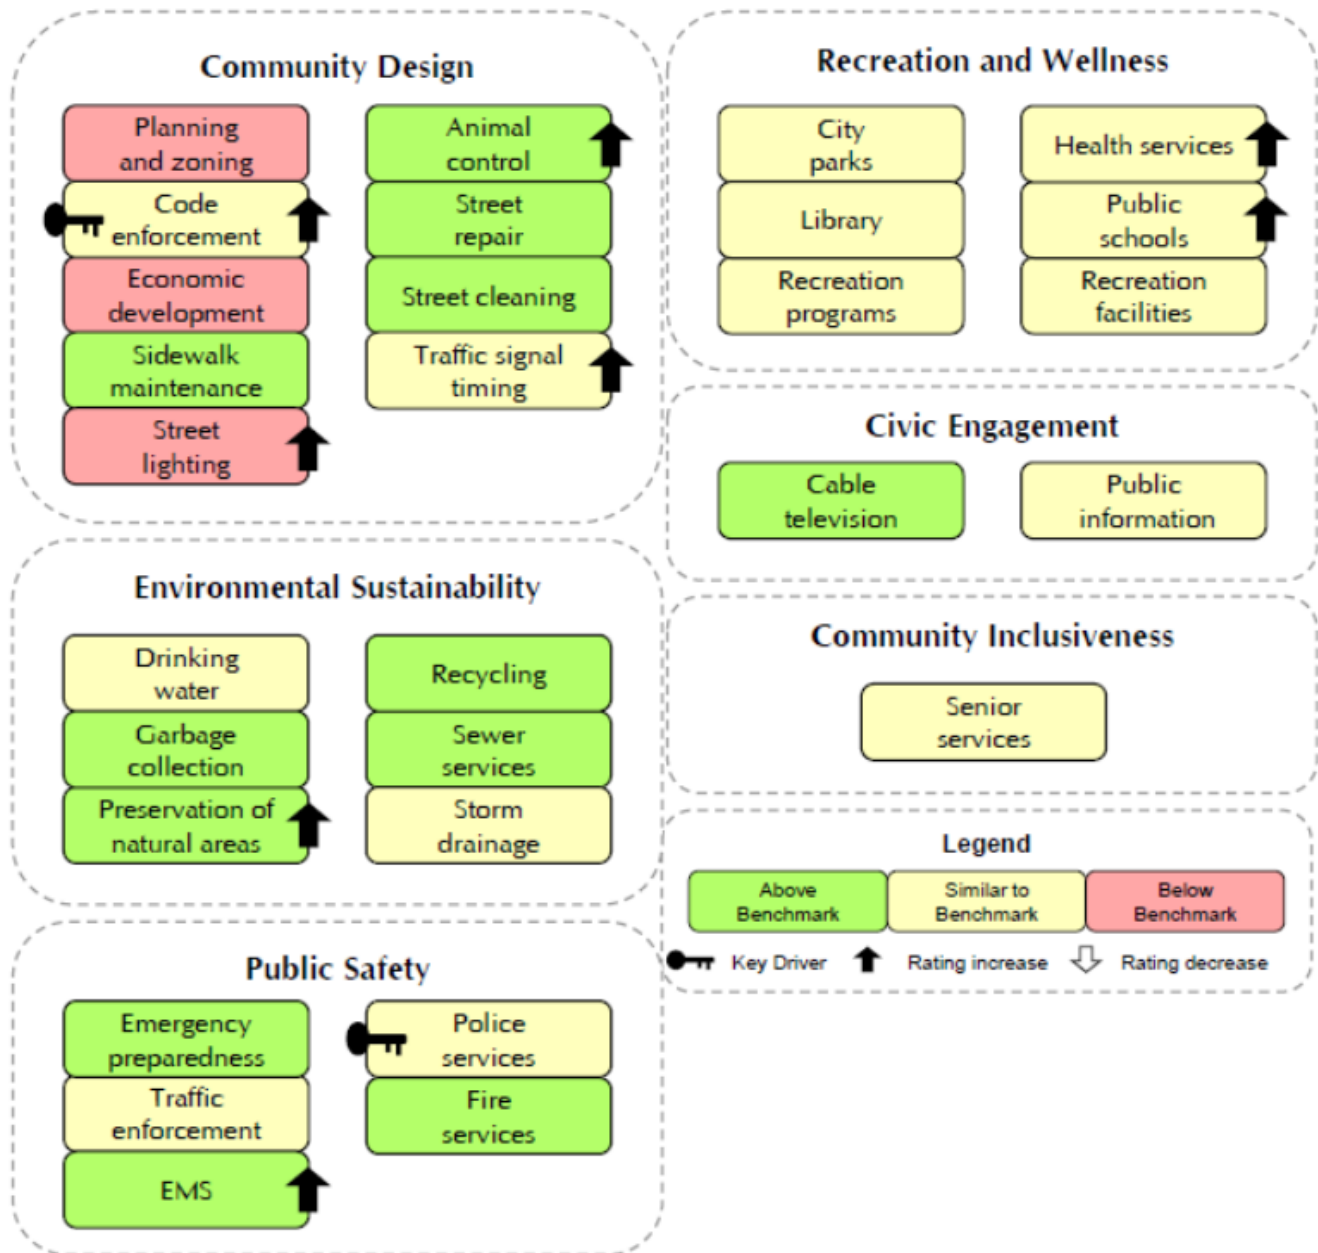 Community Design
Planning
and zoning
Code
enforcement
Economic
development
Sidewalk
maintenance
Street
lighting
Animal
control
Street
repair
Street cleaning
Traffic signal
timing
Environmental Sustainability
Drinking
water
Garbage
collection
Preservation of
natural areas
Recycling
Sewer
services
Storm
drainage
Public Safety
Emergency
preparedness
Traffic
enforcement
EMS
Police
services
Fire
services
Recreation and Wellness
City
parks
Library
Recreation
programs
Health services
Public
schools
Recreation
facilities
Civic Engagement
Cable
television
Public
information
Community Inclusiveness
Senior
services
Legend
Above
Benchmark
Similar to
Benchmark
Below
Benchmark
Key Driver
Rating increase
Rating decrease